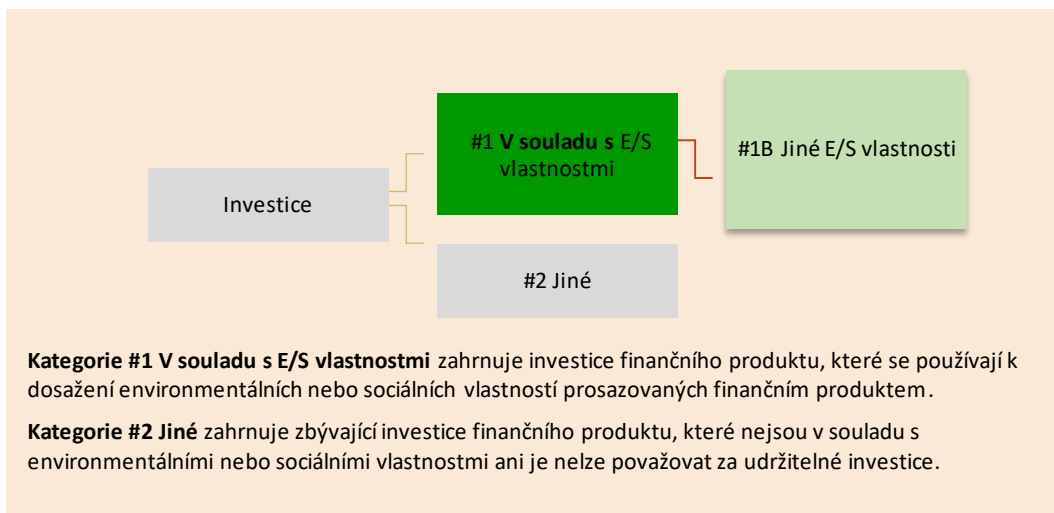 #1 V souladu s E/S
vlastnostmi
#1B Jiné E/S vlastnosti
Investice
#2 Jiné
Kategorie #1 V souladu s E/S vlastnostmi zahrnuje investice finančního produktu, které se používají k
dosažení environmentálních nebo sociálních vlastností prosazovaných finančním produktem.
Kategorie #2 Jiné zahrnuje zbývající investice finančního produktu, které nejsou v souladu s
environmentálními nebo sociálními vlastnostmi ani je nelze považovat za udržitelné investice.